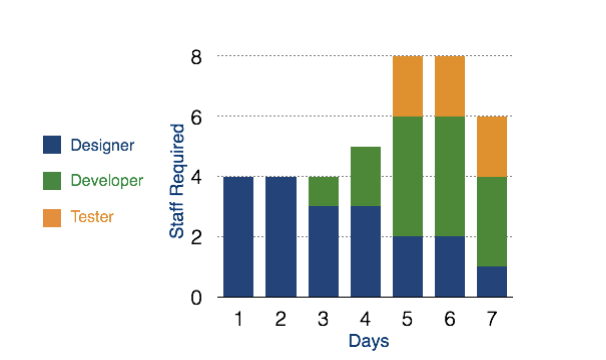 Designer
Developer
Tester
Staff Required
8
6
4
2
0
1 2 3 4 5 6 7
Days